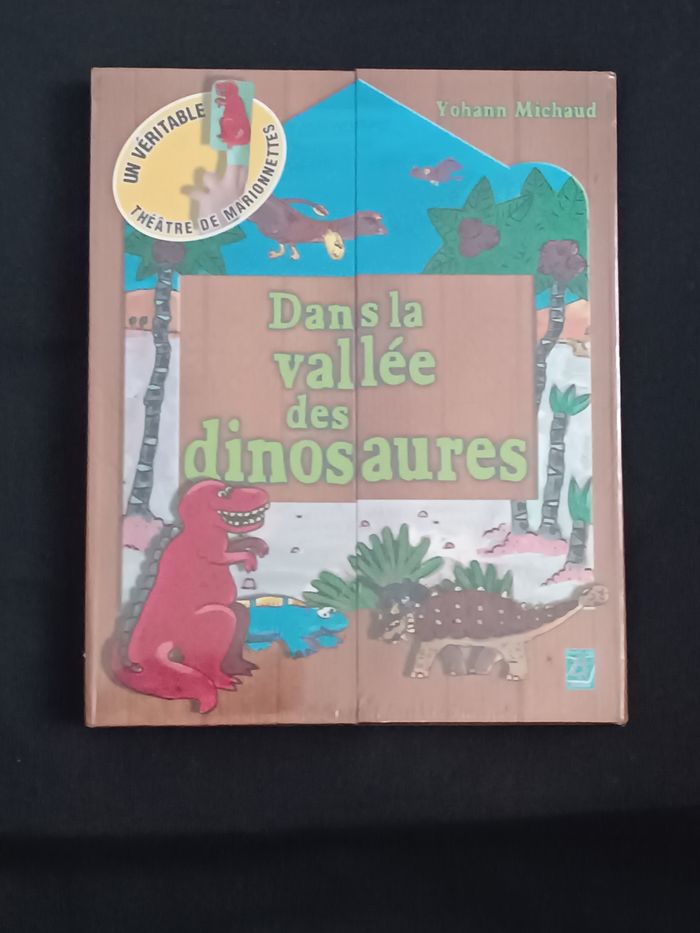 UN VÉRITABLE
THÉÂTRE DE MARIONNETTES
Yohann Michaud
Dans la
vallée
des
dinosaures